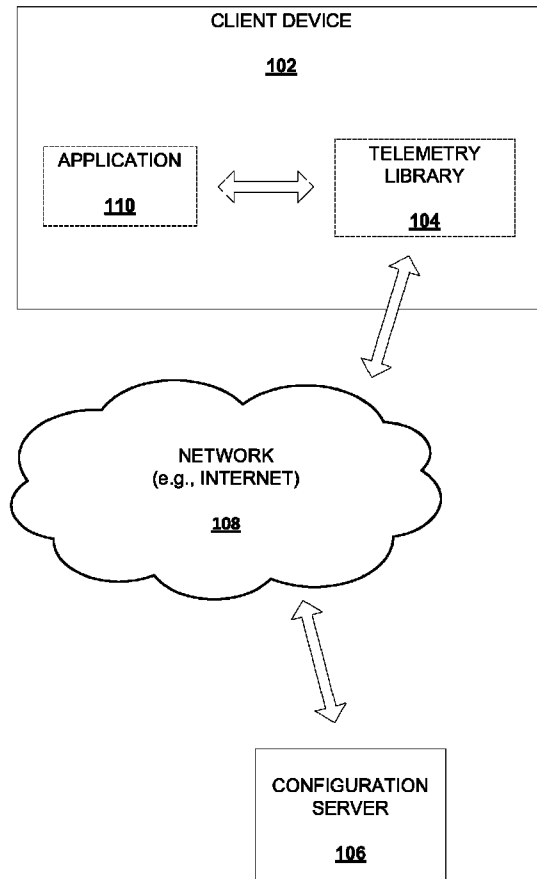 CLIENT DEVICE
102
APPLICATION
110
TELEMETRY
LIBRARY
104
NETWORK
(e.g., INTERNET)
108
CONFIGURATION
SERVER
106